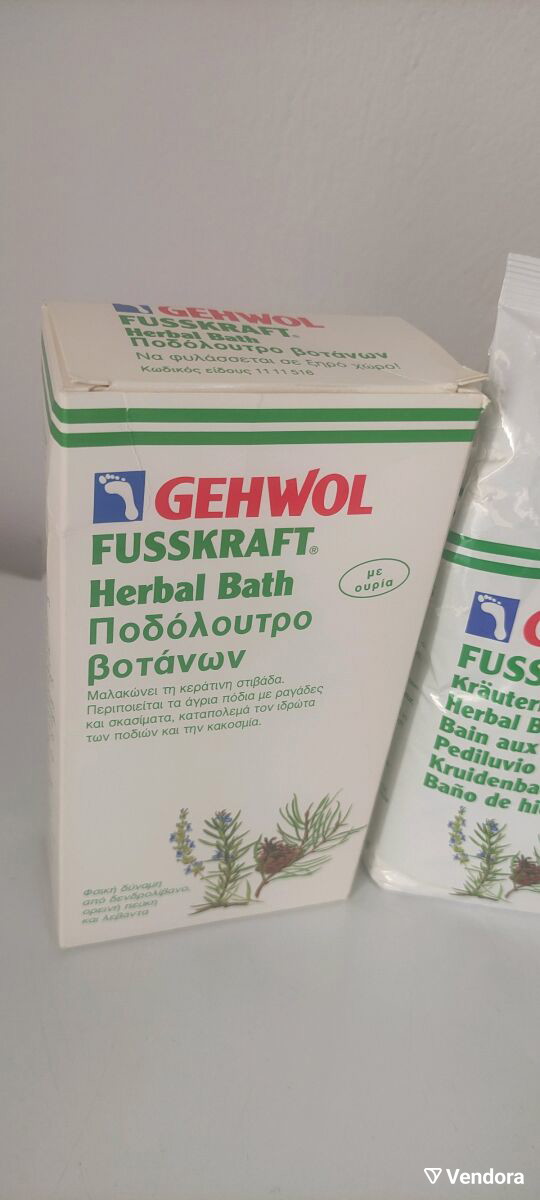 GEHWOL
FUSSKRAFT®
Herbal Bath
Ποδόλουτρο βοτάνων
Να φυλάσσεται σε ξηρό χώρο!
Κωδικός είδους 11 11 516
GEHWOL
FUSSKRAFT®
Herbal Bath
Ποδόλουτρο
βοτάνων
με
ουρία
Μαλακώνει τη κεράτινη στιβάδα.
Περιποιείται τα άγρια πόδια με ραγάδες
και σκασίματα, καταπολεμά τον ιδρώτα
των ποδιών και την κακοσμία.
δύναμη
από δενδρολίβανο,
ορεινή πεύκη
και λεβάντα
G
FUSS
Kräuter
Herbal B
Bain aux
Pediluvio
Kruidenba
Baño de hi
Vendora